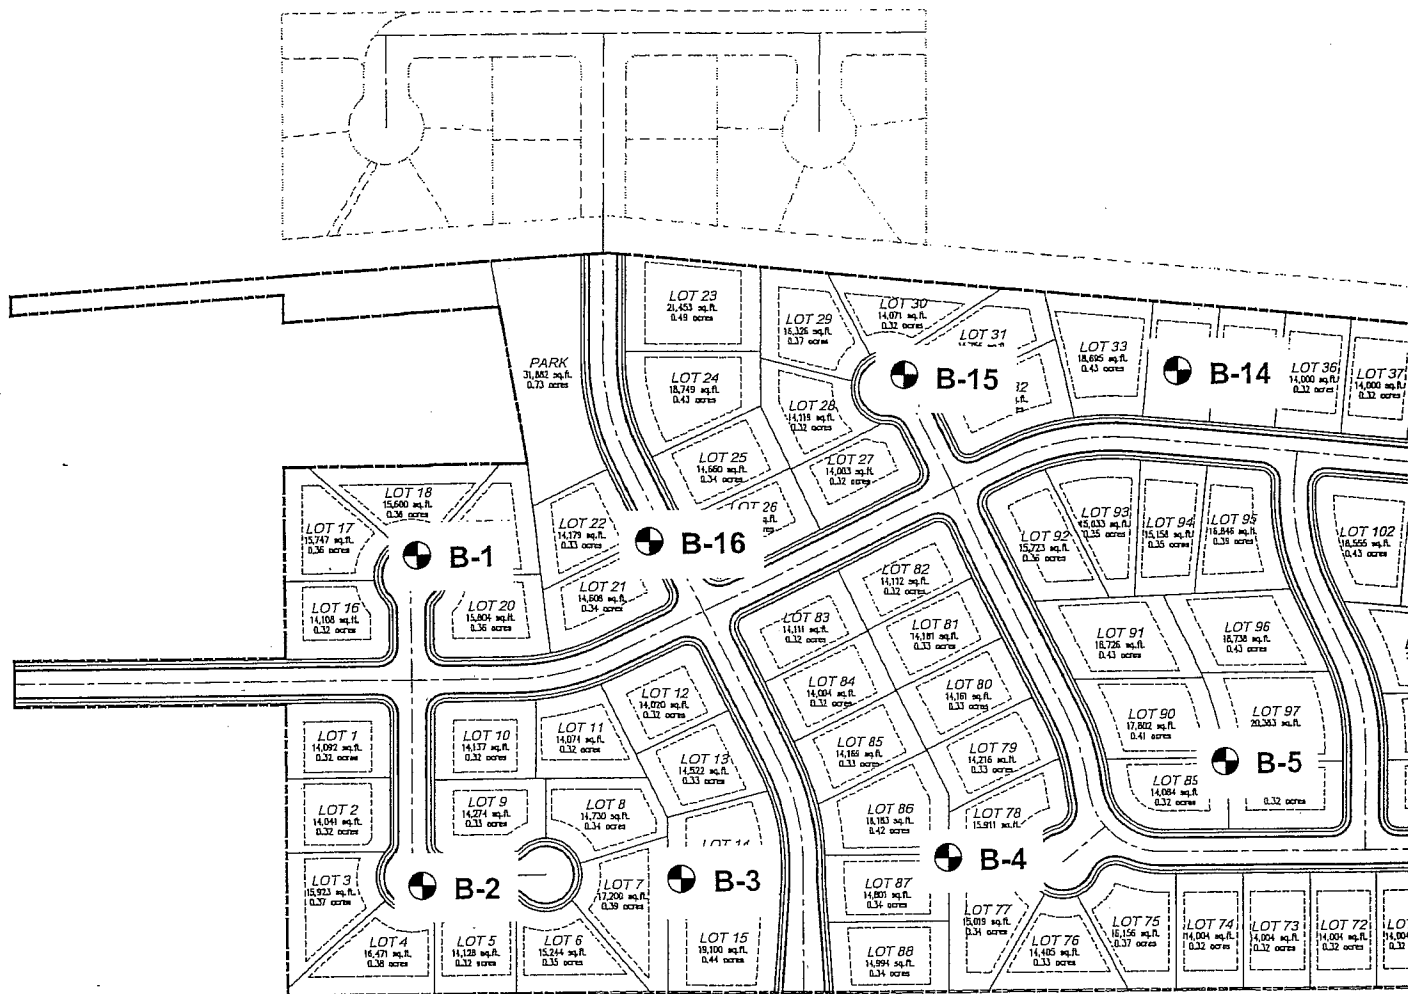 LOT 23
21,453 sq.ft.
0.49 acres
LOT 29
16,326 sq.ft.
0.37 acres
LOT 30
14,071 sq.ft.
0.32 acres
LOT 31
LOT 33
18,695 sq.ft.
0.43 acres
B-15
B-14
LOT 36
14,000 sq.ft.
0.32 acres
LOT 37
14,000 sq.ft.
0.32 acres
PARK
31,882 sq.ft.
0.73 acres
LOT 24
18,749 sq.ft.
0.43 acres
LOT 28
14,118 sq.ft.
0.32 acres
LOT 25
14,660 sq.ft.
0.34 acres
LOT 27
14,003 sq.ft.
0.32 acres
LOT 26
LOT 18
15,600 sq.ft.
0.36 acres
LOT 17
15,747 sq.ft.
0.36 acres
LOT 22
14,179 sq.ft.
0.33 acres
B-16
B-1
LOT 92
15,723 sq.ft.
0.36 acres
LOT 93
15,033 sq.ft.
0.35 acres
LOT 94
15,158 sq.ft.
0.35 acres
LOT 95
16,846 sq.ft.
0.39 acres
LOT 102
18,555 sq.ft.
0.43 acres
LOT 16
14,108 sq.ft.
0.32 acres
LOT 20
15,804 sq.ft.
0.36 acres
LOT 21
14,608 sq.ft.
0.34 acres
LOT 82
14,112 sq.ft.
0.32 acres
LOT 83
14,111 sq.ft.
0.32 acres
LOT 81
14,181 sq.ft.
0.33 acres
LOT 91
18,726 sq.ft.
0.43 acres
LOT 96
18,738 sq.ft.
0.43 acres
LOT 12
14,020 sq.ft.
0.32 acres
LOT 84
14,004 sq.ft.
0.32 acres
LOT 80
14,161 sq.ft.
0.33 acres
LOT 90
17,802 sq.ft.
0.41 acres
LOT 97
20,383 sq.ft.
LOT 1
14,092 sq.ft.
0.32 acres
LOT 10
14,137 sq.ft.
0.32 acres
LOT 11
14,074 sq.ft.
0.32 acres
LOT 13
14,522 sq.ft.
0.33 acres
LOT 85
14,165 sq.ft.
0.33 acres
LOT 79
14,216 sq.ft.
0.33 acres
B-5
LOT 85
14,084 sq.ft.
0.32 acres
0.32 acres
LOT 2
14,041 sq.ft.
0.32 acres
LOT 9
14,274 sq.ft.
0.33 acres
LOT 8
14,730 sq.ft.
0.34 acres
LOT 14
LOT 86
18,183 sq.ft.
0.42 acres
LOT 78
15,911 sq.ft.
LOT 3
15,923 sq.ft.
0.37 acres
B-2
LOT 7
17,200 sq.ft.
0.39 acres
B-3
LOT 87
14,801 sq.ft.
0.34 acres
B-4
LOT 77
15,019 sq.ft.
0.34 acres
LOT 75
16,156 sq.ft.
0.37 acres
LOT 74
14,004 sq.ft.
0.32 acres
LOT 73
14,004 sq.ft.
0.32 acres
LOT 72
14,004 sq.ft.
0.32 acres
LOT 4
16,471 sq.ft.
0.38 acres
LOT 5
14,128 sq.ft.
0.32 acres
LOT 6
15,244 sq.ft.
0.35 acres
LOT 15
19,100 sq.ft.
0.44 acres
LOT 88
14,994 sq.ft.
0.34 acres
LOT 76
14,405 sq.ft.
0.33 acres